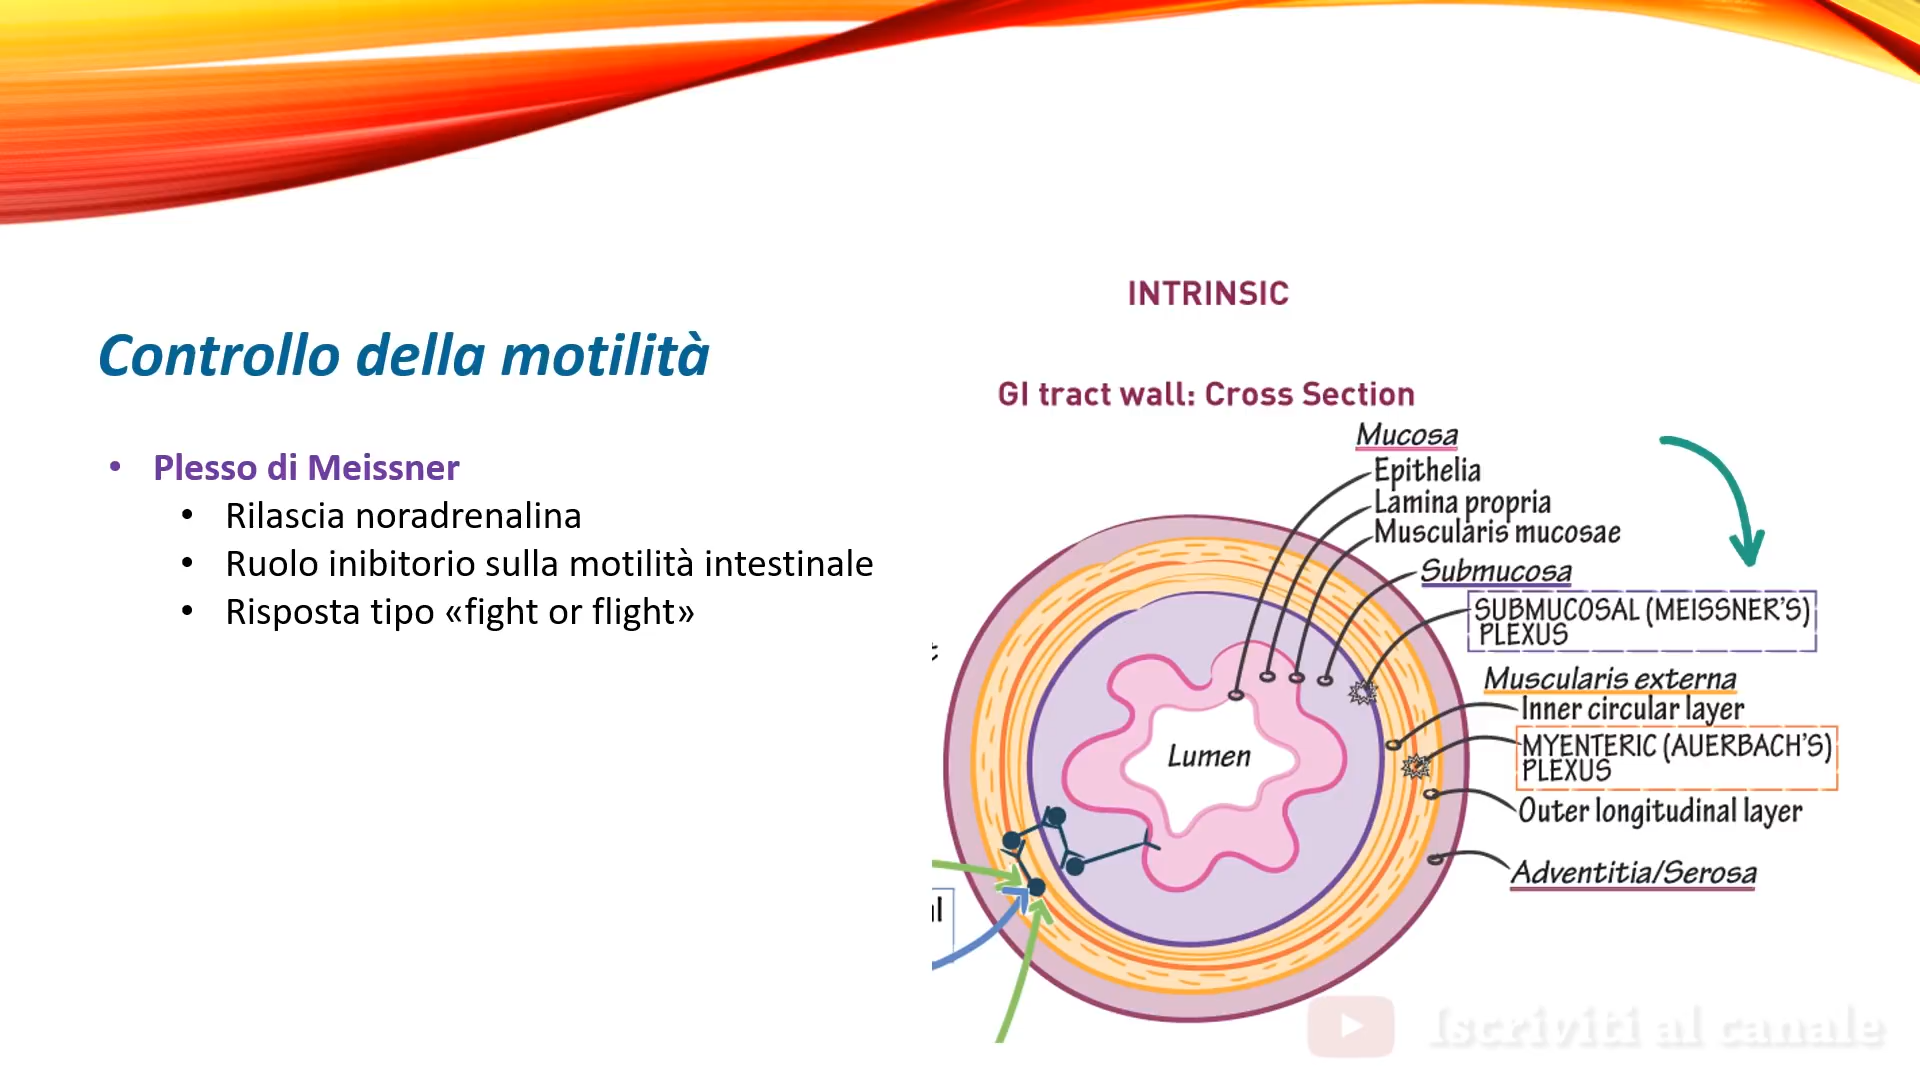 Controllo della motilità
• Plesso di Meissner
• Rilascia noradrenalina
• Ruolo inibitorio sulla motilità intestinale
• Risposta tipo «fight or flight»
INTRINSIC
GI tract wall: Cross Section
Mucosa
Epithelia
Lamina propria
Muscularis mucosae
Submucosa
SUBMUCOSAL (MEISSNER'S)
PLEXUS
Muscularis externa
Inner circular layer
MYENTERIC (AUERBACH'S)
PLEXUS
Outer longitudinal layer
Adventitia/Serosa
Lumen
Iscriviti al canale